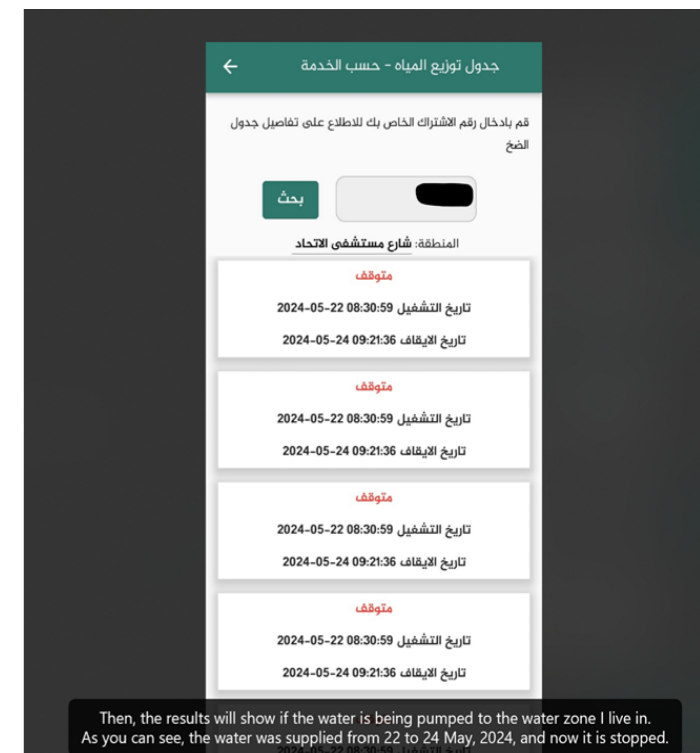 جدول توزيع المياه - حسب الخدمة
قم بادخال رقم الاشتراك الخاص بك للاطلاع على تفاصيل جدول
الضخ
بحث
المنطقة: شارع مستشفى الاتحاد
متوقف
تاريخ التشغيل 2024-05-22 08:30:59
تاريخ الايقاف 2024-05-24 09:21:36
متوقف
تاريخ التشغيل 2024-05-22 08:30:59
تاريخ الايقاف 2024-05-24 09:21:36
متوقف
تاريخ التشغيل 2024-05-22 08:30:59
تاريخ الايقاف 2024-05-24 09:21:36
متوقف
تاريخ التشغيل 2024-05-22 08:30:59
تاريخ الايقاف 2024-05-24 09:21:36
Then, the results will show if the water is being pumped to the water zone I live in.
As you can see, the water was supplied from 22 to 24 May, 2024, and now it is stopped.